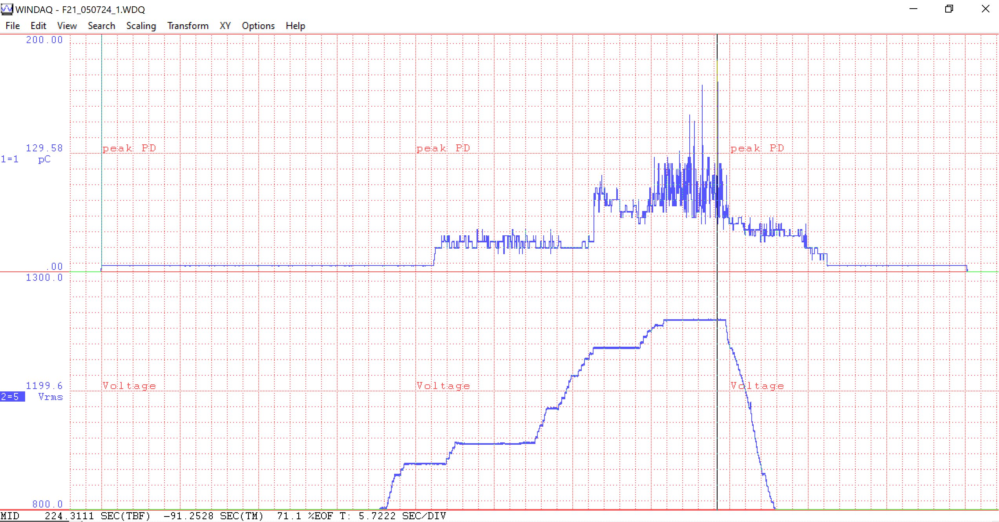 WINDAQ - F21_050724_1.WDQ
File Edit View Search Scaling Transform XY Options Help
200.00
129.58 peak PD peak PD peak PD
1=1 pC
.00
1300.0
1199.6 Voltage Voltage Voltage
2=5 Vrms
800.0
MID 224.3111 SEC(TBF) -91.2528 SEC(TM) 71.1 %EOF T: 5.7222 SEC/DIV